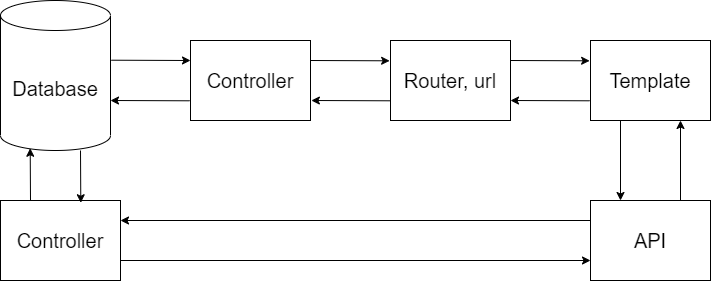 Database
Controller
Router, url
Template
Controller
API